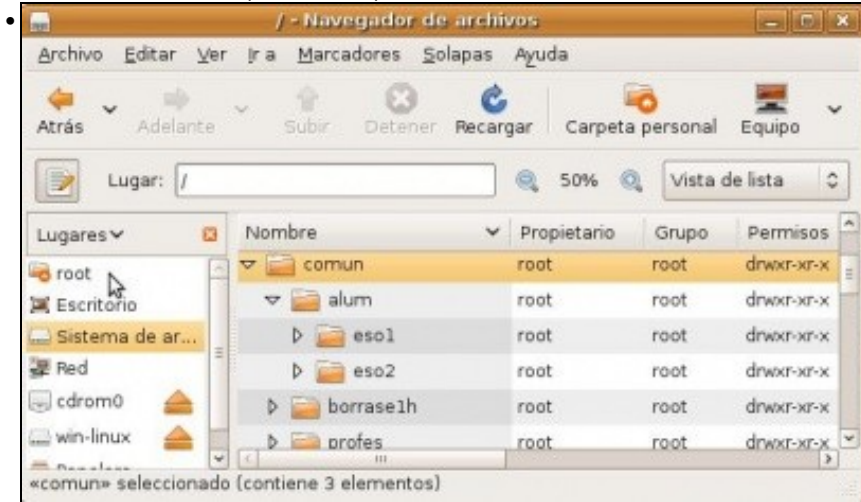 / - Navegador de archivos
Archivo Editar Ver Ir a Marcadores Solapas Ayuda
Atrás Adelante Subir Detener Recargar Carpeta personal Equipo
Lugar: / 50% Vista de lista
Lugares Nombre Propietario Grupo Permisos
root comun root root drwxr-xr-x
Escritorio alum root root drwxr-xr-x
Sistema de ar... eso1 root root drwxr-xr-x
Red eso2 root root drwxr-xr-x
cdrom0 borrase1h root root drwxr-xr-x
win-linux profes root root drwxr-xr-x
«comun» seleccionado (contiene 3 elementos)